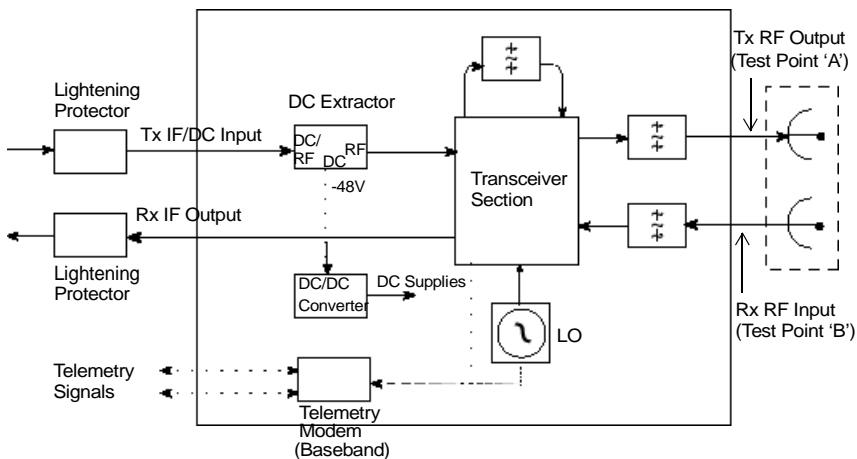 Tx RF Output
(Test Point ‘A’)
Lightening
Protector
DC Extractor
Tx IF/DC Input
DC/
RF
DC
RF
-48V
Transceiver
Section
Rx IF Output
Lightening
Protector
DC/DC
Converter
DC Supplies
Rx RF Input
(Test Point ‘B’)
LO
Telemetry
Signals
Telemetry
Modem
(Baseband)